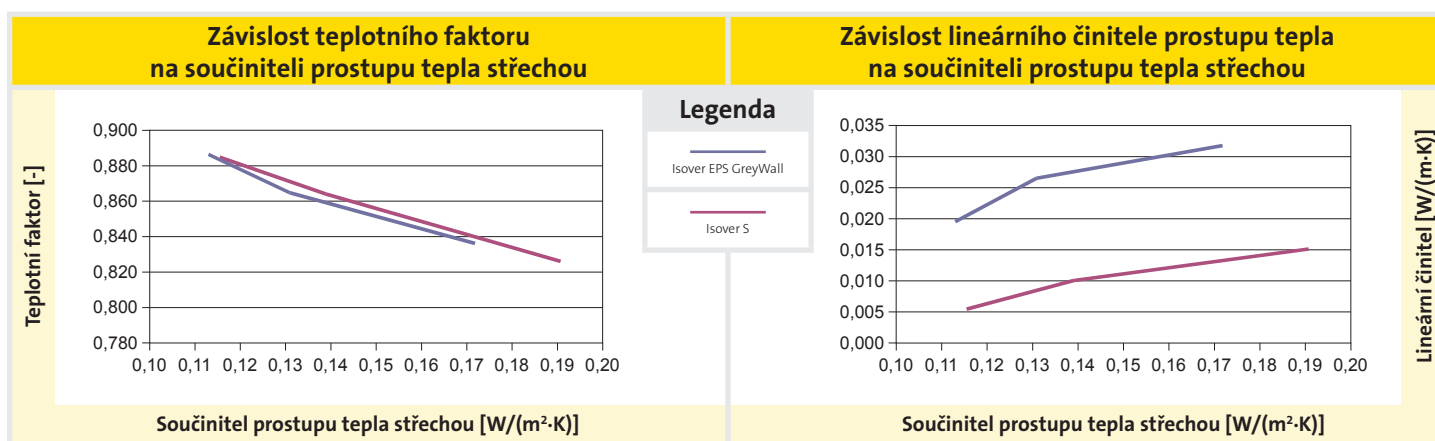 Závislost teplotního faktoru
na součiniteli prostupu tepla střechou
Teplotní faktor [-]
0,900
0,880
0,860
0,840
0,820
0,800
0,780
0,10 0,11 0,12 0,13 0,14 0,15 0,16 0,17 0,18 0,19 0,20
Součinitel prostupu tepla střechou [W/(m²·K)]
Legenda
Isover EPS GreyWall
Isover S
Závislost lineárního činitele prostupu tepla
na součiniteli prostupu tepla střechou
0,035
0,030
0,025
0,020
0,015
0,010
0,005
0,000
0,10 0,11 0,12 0,13 0,14 0,15 0,16 0,17 0,18 0,19 0,20
Lineární činitel [W/(m·K)]
Součinitel prostupu tepla střechou [W/(m²·K)]